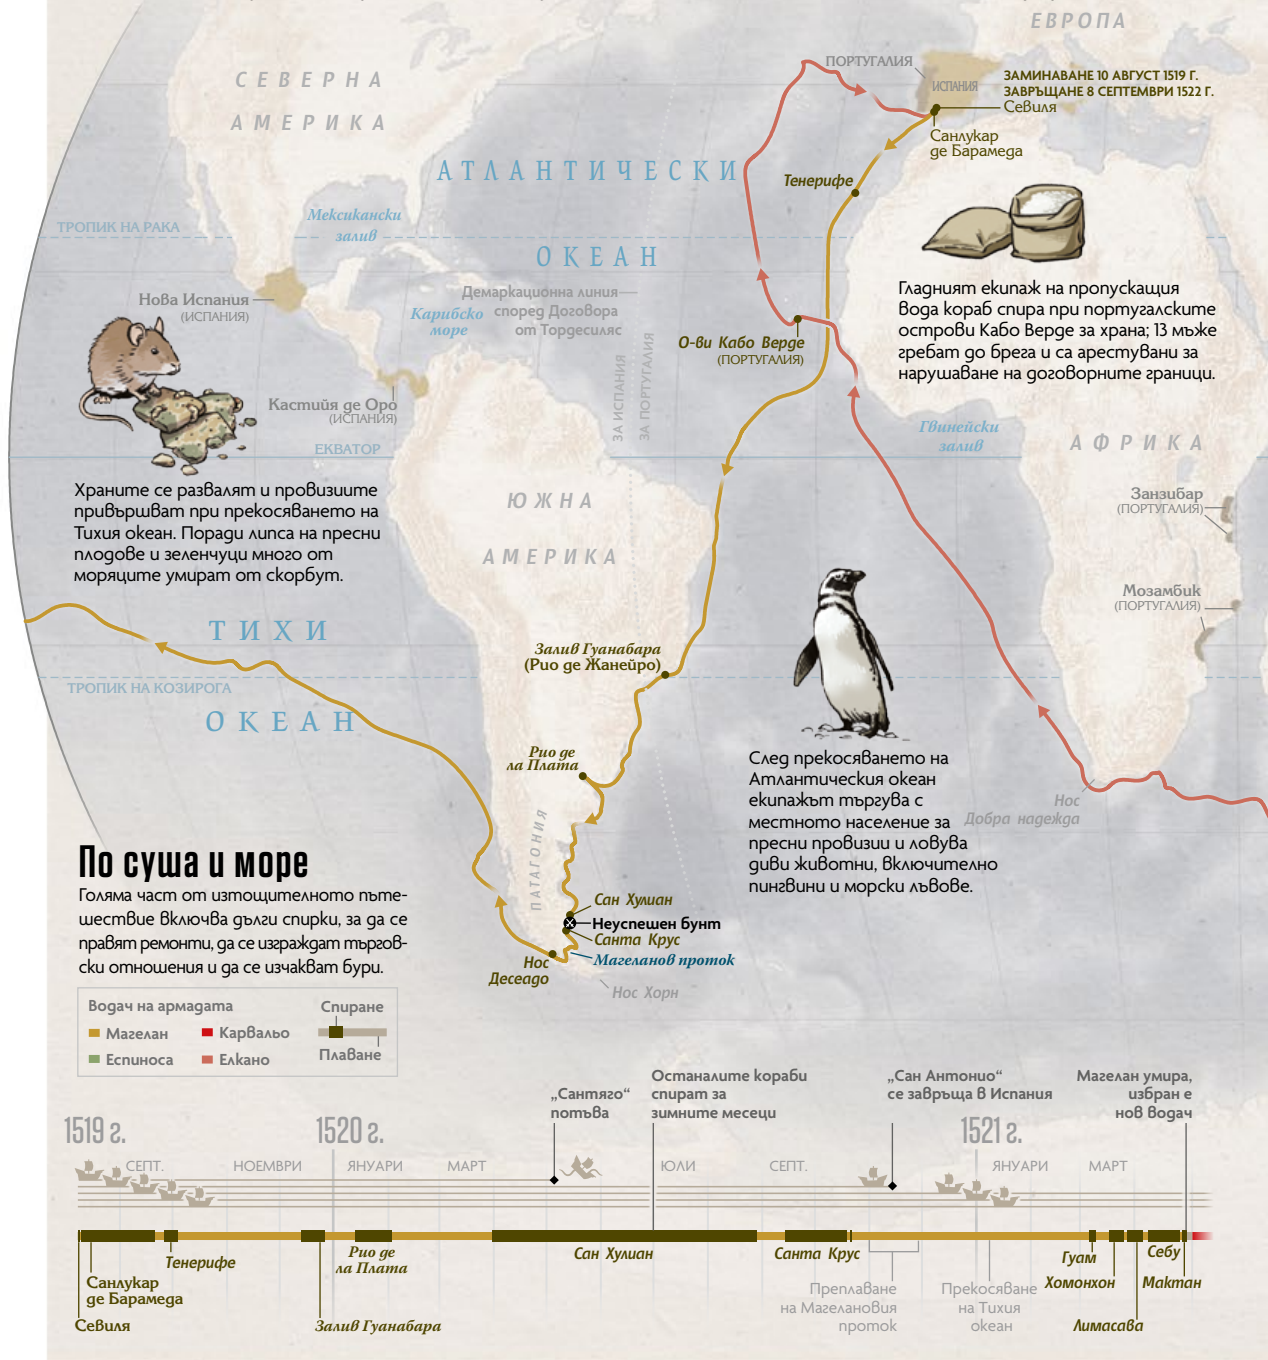 ЕВРОПА
СЕВЕРНА
АМЕРИКА
ПОРТУГАЛИЯ
ИСПАНИЯ
ЗАМИНАВАНЕ 10 АВГУСТ 1519 Г.
ЗАВРЪЩАНЕ 8 СЕПТЕМВРИ 1522 Г.
Севиля
Санлукар
де Барамеда
АТЛАНТИЧЕСКИ
ОКЕАН
Тенерифе
ТРОПИК НА РАКА
Мексикански
залив
Нова Испания
(ИСПАНИЯ)
Карибско
море
Демаркационна линия
според Договора
от Тордесиляс
ЗА ИСПАНИЯ
ЗА ПОРТУГАЛИЯ
О-ви Кабо Верде
(ПОРТУГАЛИЯ)
Гладният екипаж на пропускащия
вода кораб спира при португалските
острови Кабо Верде за храна; 13 мъже
гребат до брега и са арестувани за
нарушаване на договорните граници.
Кастийя де Оро
(ИСПАНИЯ)
ЕКВАТОР
Гвинейски
залив
АФРИКА
Занзибар
(ПОРТУГАЛИЯ)
Мозамбик
(ПОРТУГАЛИЯ)
Храните се развалят и провизиите
привършват при прекосяването на
Тихия океан. Поради липса на пресни
плодове и зеленчуци много от
моряците умират от скорбут.
ЮЖНА
АМЕРИКА
ТИХИ
ОКЕАН
ТРОПИК НА КОЗИРОГА
Залив Гуанабара
(Рио де Жанейро)
Рио де
ла Плата
ПАТАГОНИЯ
След прекосяването на
Атлантическия океан
екипажът търгува с
местното население за
пресни провизии и ловува
диви животни, включително
пингвини и морски лъвове.
Нос
Добра надежда
Сан Хулиан
Неуспешен бунт
Санта Крус
Магеланов проток
Нос
Десеадо
Нос Хорн
По суша и море
Голяма част от изтощителното пъте-
шествие включва дълги спирки, за да се
правят ремонти, да се изграждат търгов-
ски отношения и да се изчакват бури.
Водач на армадата
Магелан
Карвальо
Еспиноса
Елкано
Спиране
Плаване
„Сантяго“
потъва
Останалите кораби
спират за
зимните месеци
„Сан Антонио“
се завръща в Испания
Магелан умира,
избран е
нов водач
1519 г.
1520 г.
1521 г.
СЕПТ.
НОЕМВРИ
ЯНУАРИ
МАРТ
ЮЛИ
СЕПТ.
ЯНУАРИ
МАРТ
Севиля
Санлукар
де Барамеда
Тенерифе
Залив Гуанабара
Рио де
ла Плата
Сан Хулиан
Санта Крус
Преплаване
на Магелановия
проток
Прекосяване
на Тихия
океан
Гуам
Хомонхон
Лимасава
Себу
Мактан